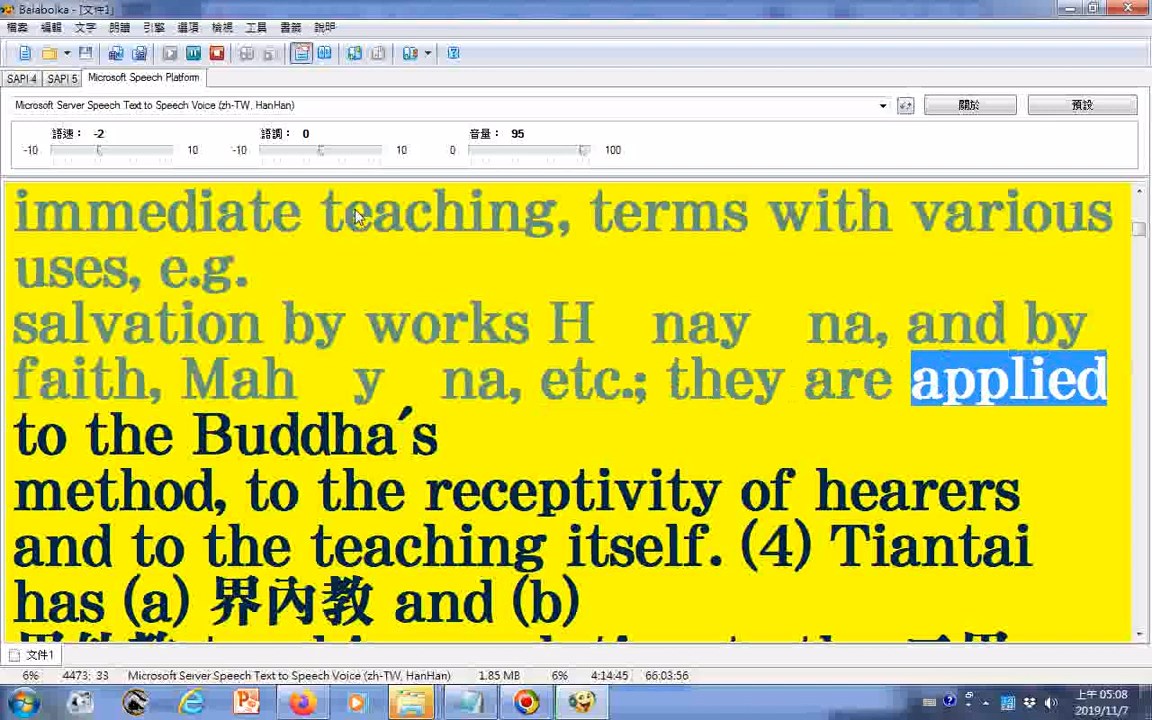 Balabolka - [文件1]
檔案 編輯 文字 朗讀 引擎 選項 檢視 工具 書籤 說明
SAPI 4 SAPI 5 Microsoft Speech Platform
Microsoft Server Speech Text to Speech Voice (zh-TW, HanHan) 關於 預設
語速： -2 語調： 0 音量： 95
-10 10 -10 10 0 100
immediate teaching, terms with various
uses, e.g.
salvation by works H nay na, and by
faith, Mah y na, etc.; they are applied
to the Buddha′s
method, to the receptivity of hearers
and to the teaching itself. (4) Tiantai
has (a) 界內教 and (b)
文件1
6% 4473: 33 Microsoft Server Speech Text to Speech Voice (zh-TW, HanHan) 1.85 MB 6% 4:14:45 66:03:56
上午 05:08
2019/11/7